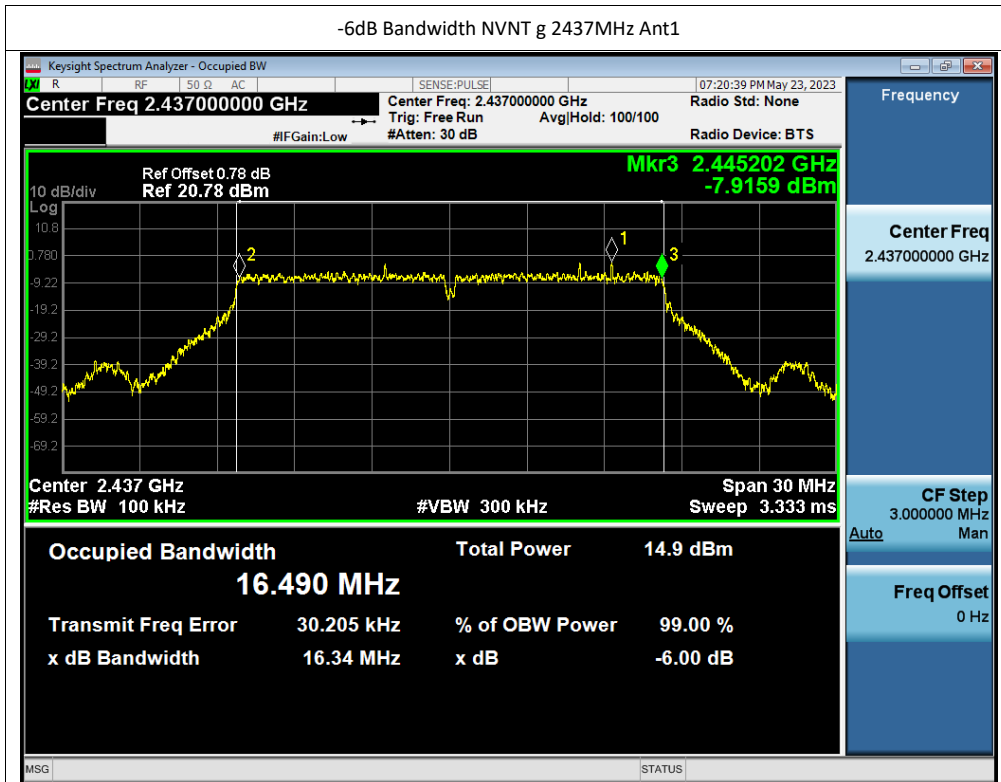 -6dB Bandwidth NVNT g 2437MHz Ant1
Keysight Spectrum Analyzer - Occupied BW
LXI R RF 50 Ω AC SENSE:PULSE 07:20:39 PM May 23, 2023
Center Freq 2.437000000 GHz
Center Freq: 2.437000000 GHz Radio Std: None
Trig: Free Run Avg|Hold: 100/100
#IFGain:Low #Atten: 30 dB Radio Device: BTS
Ref Offset 0.78 dB Mkr3 2.445202 GHz
10 dB/div Ref 20.78 dBm -7.9159 dBm
Log
10.8
0.780
-9.22
-19.2
-29.2
-39.2
-49.2
-59.2
-69.2
2
1
3
Center 2.437 GHz Span 30 MHz
#Res BW 100 kHz #VBW 300 kHz Sweep 3.333 ms
Occupied Bandwidth Total Power 14.9 dBm
16.490 MHz
Transmit Freq Error 30.205 kHz % of OBW Power 99.00 %
x dB Bandwidth 16.34 MHz x dB -6.00 dB
Frequency
Center Freq
2.437000000 GHz
CF Step
3.000000 MHz
Auto Man
Freq Offset
0 Hz
MSG STATUS